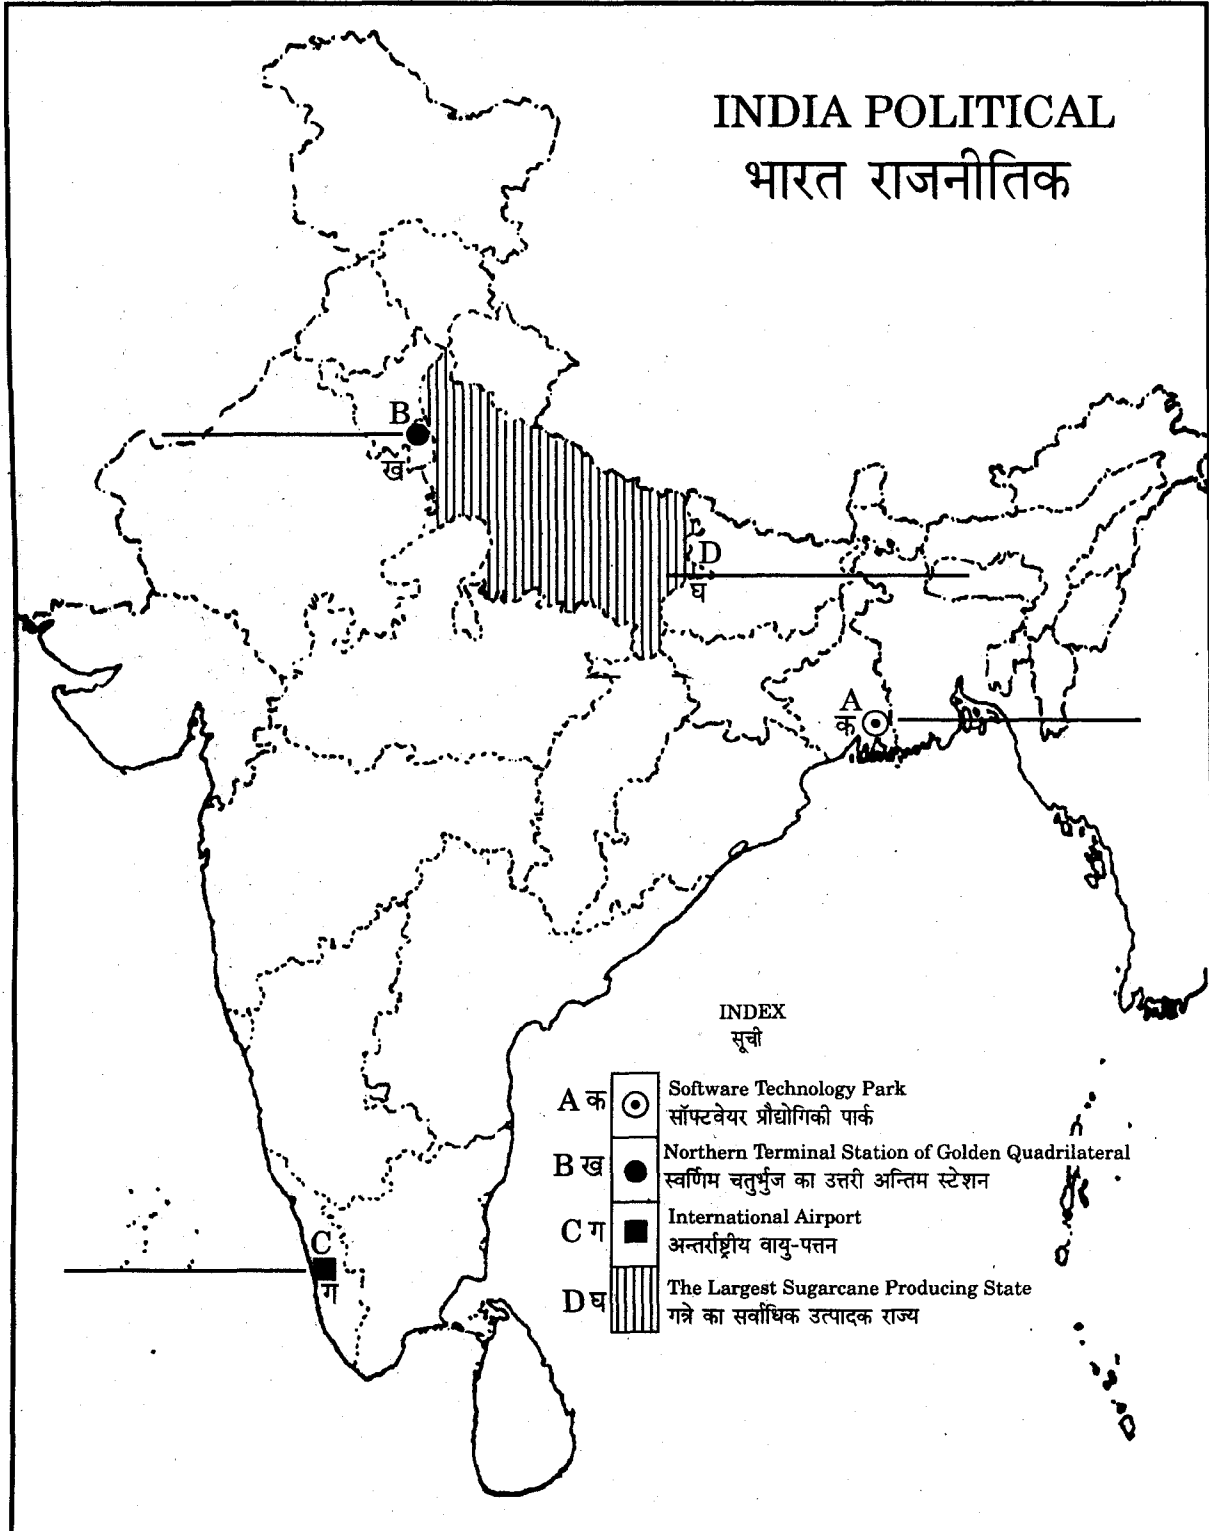 INDIA POLITICAL
भारत राजनीतिक
B
ख
D
घ
A
क
C
ग
INDEX
सूची
A क Software Technology Park
सॉफ्टवेयर प्रौद्योगिकी पार्क
B ख Northern Terminal Station of Golden Quadrilateral
स्वर्णिम चतुर्भुज का उत्तरी अन्तिम स्टेशन
C ग International Airport
अन्तर्राष्ट्रीय वायु-पत्तन
D घ The Largest Sugarcane Producing State
गन्ने का सर्वाधिक उत्पादक राज्य